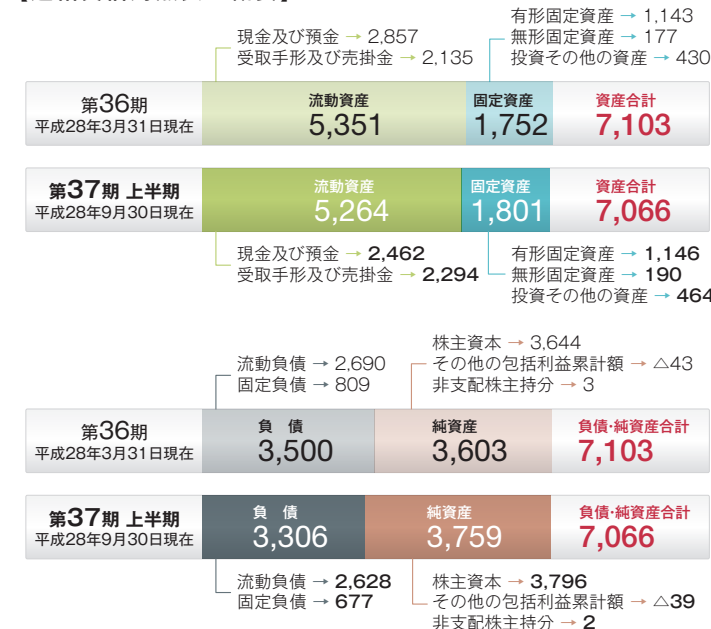 現金及び預金 → 2,857
受取手形及び売掛金 → 2,135
有形固定資産 → 1,143
無形固定資産 → 177
投資その他の資産 → 430
第36期
平成28年3月31日現在
流動資産
5,351
固定資産
1,752
資産合計
7,103
第37期 上半期
平成28年9月30日現在
流動資産
5,264
固定資産
1,801
資産合計
7,066
現金及び預金 → 2,462
受取手形及び売掛金 → 2,294
有形固定資産 → 1,146
無形固定資産 → 190
投資その他の資産 → 464
流動負債 → 2,690
固定負債 → 809
株主資本 → 3,644
その他の包括利益累計額 → △43
非支配株主持分 → 3
第36期
平成28年3月31日現在
負 債
3,500
純資産
3,603
負債・純資産合計
7,103
第37期 上半期
平成28年9月30日現在
負 債
3,306
純資産
3,759
負債・純資産合計
7,066
流動負債 → 2,628
固定負債 → 677
株主資本 → 3,796
その他の包括利益累計額 → △39
非支配株主持分 → 2